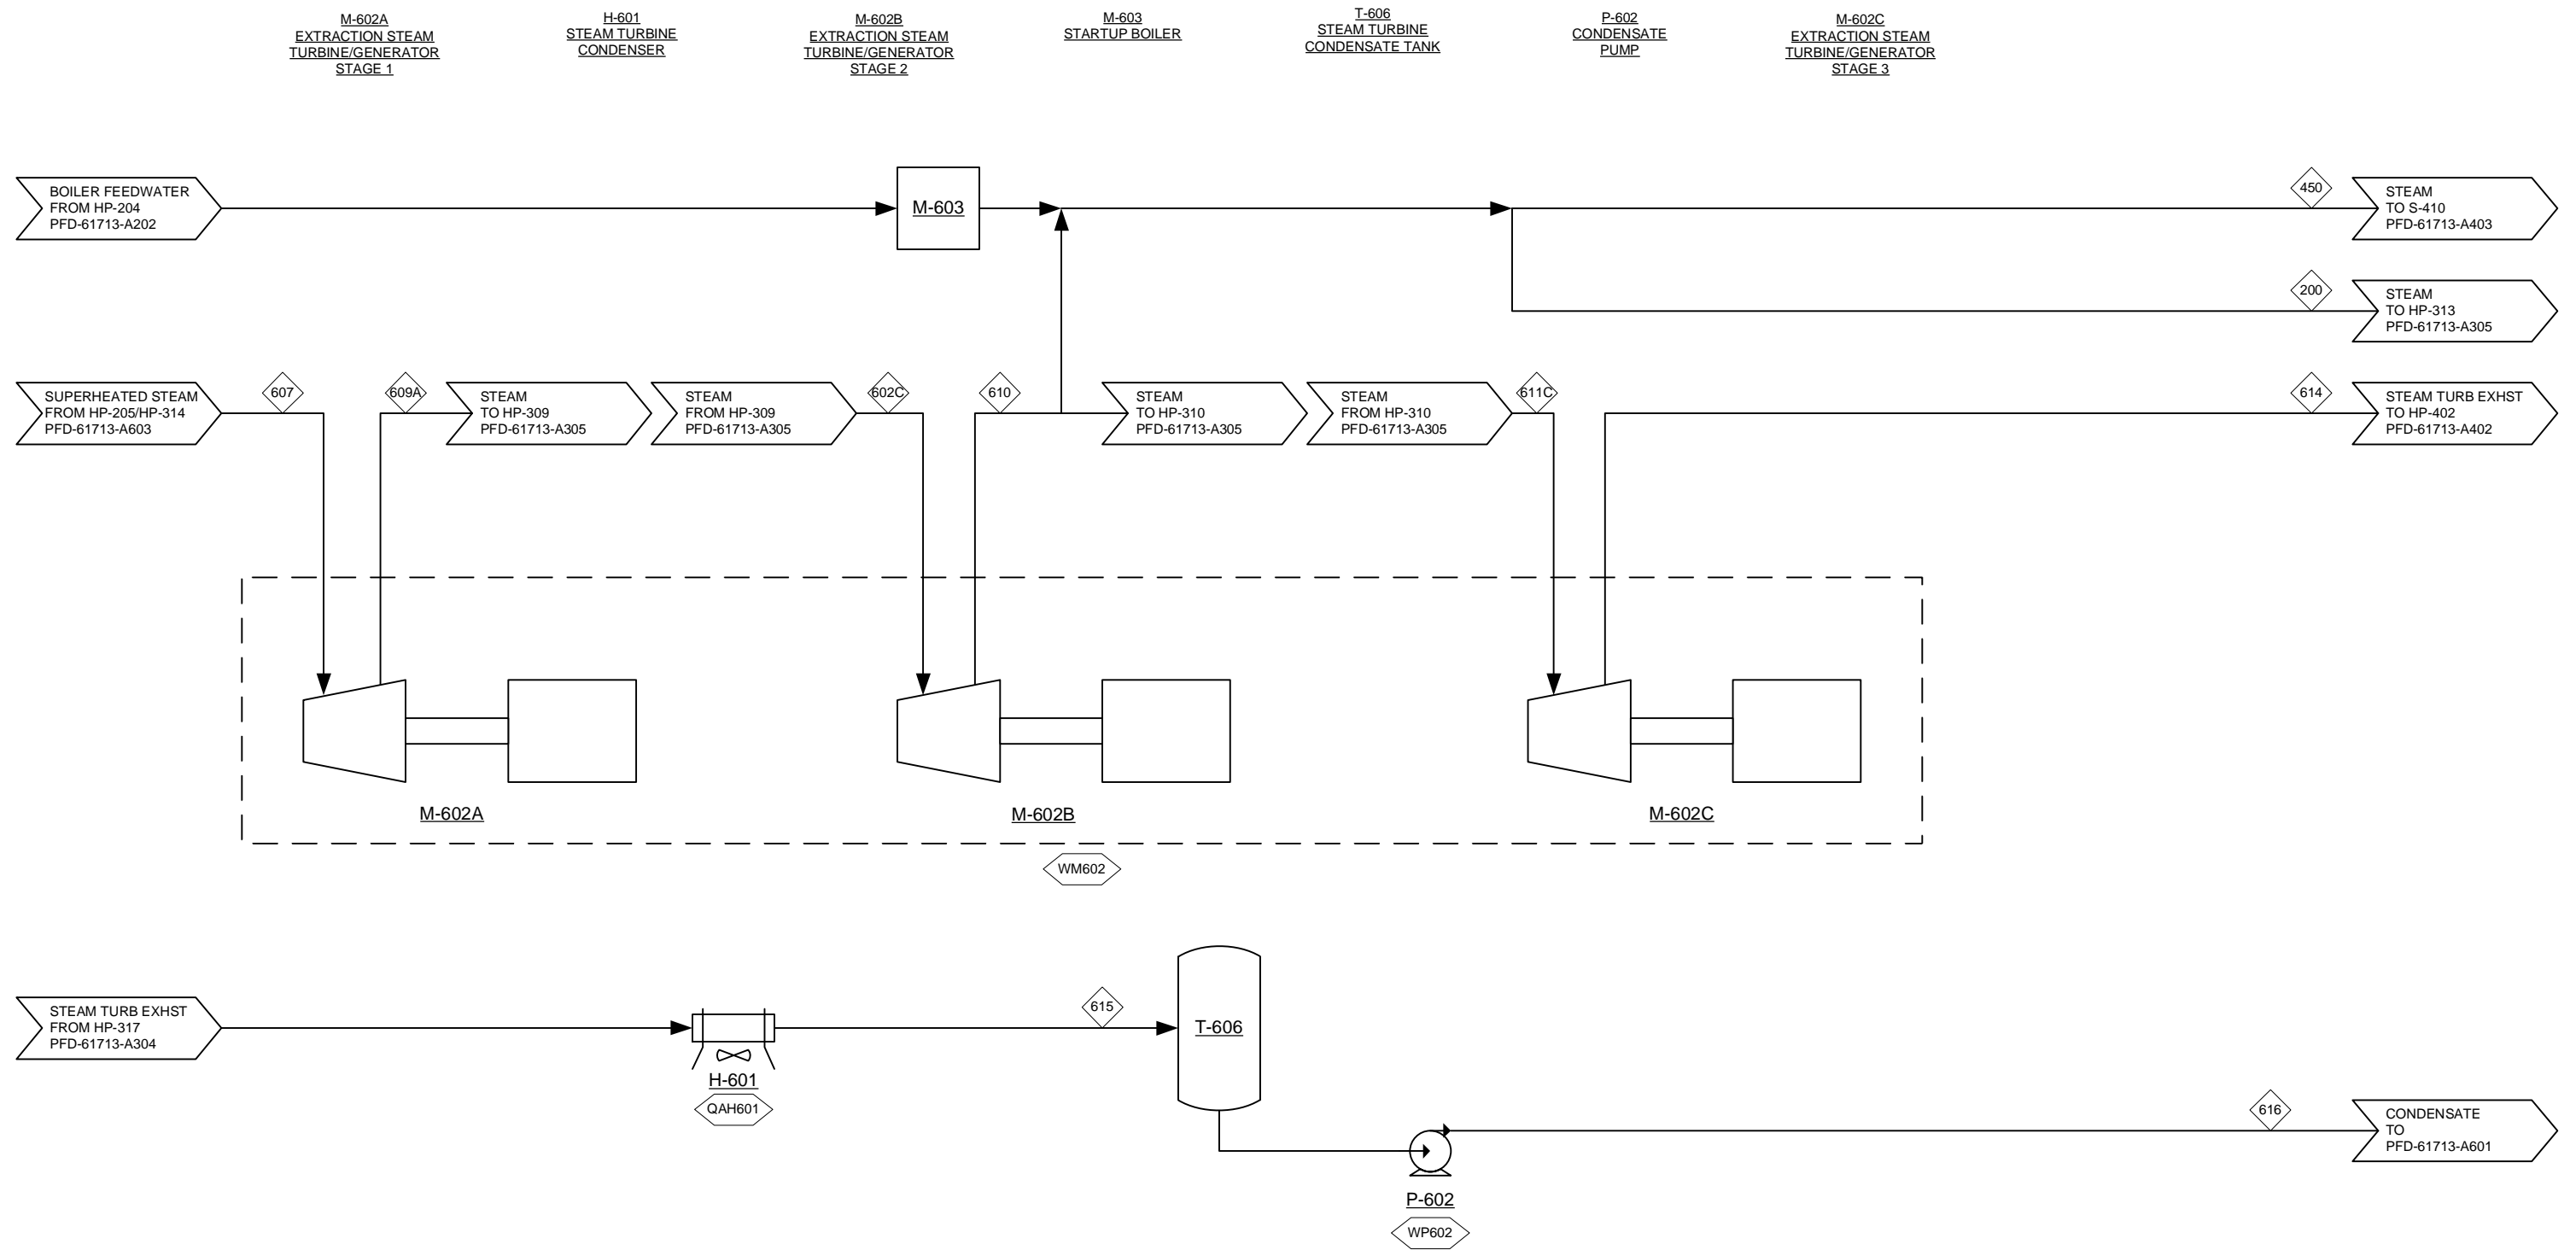 M-602A
EXTRACTION STEAM
TURBINE/GENERATOR
STAGE 1
H-601
STEAM TURBINE
CONDENSER
M-602B
EXTRACTION STEAM
TURBINE/GENERATOR
STAGE 2
M-603
STARTUP BOILER
T-606
STEAM TURBINE
CONDENSATE TANK
P-602
CONDENSATE
PUMP
M-602C
EXTRACTION STEAM
TURBINE/GENERATOR
STAGE 3
BOILER FEEDWATER
FROM HP-204
PFD-61713-A202
M-603
450
STEAM
TO S-410
PFD-61713-A403
200
STEAM
TO HP-313
PFD-61713-A305
SUPERHEATED STEAM
FROM HP-205/HP-314
PFD-61713-A603
607
609A
STEAM
TO HP-309
PFD-61713-A305
STEAM
FROM HP-309
PFD-61713-A305
602C
610
STEAM
TO HP-310
PFD-61713-A305
STEAM
FROM HP-310
PFD-61713-A305
611C
614
STEAM TURB EXHST
TO HP-402
PFD-61713-A402
M-602A
M-602B
M-602C
WM602
STEAM TURB EXHST
FROM HP-317
PFD-61713-A304
H-601
QAH601
615
T-606
P-602
WP602
616
CONDENSATE
TO
PFD-61713-A601